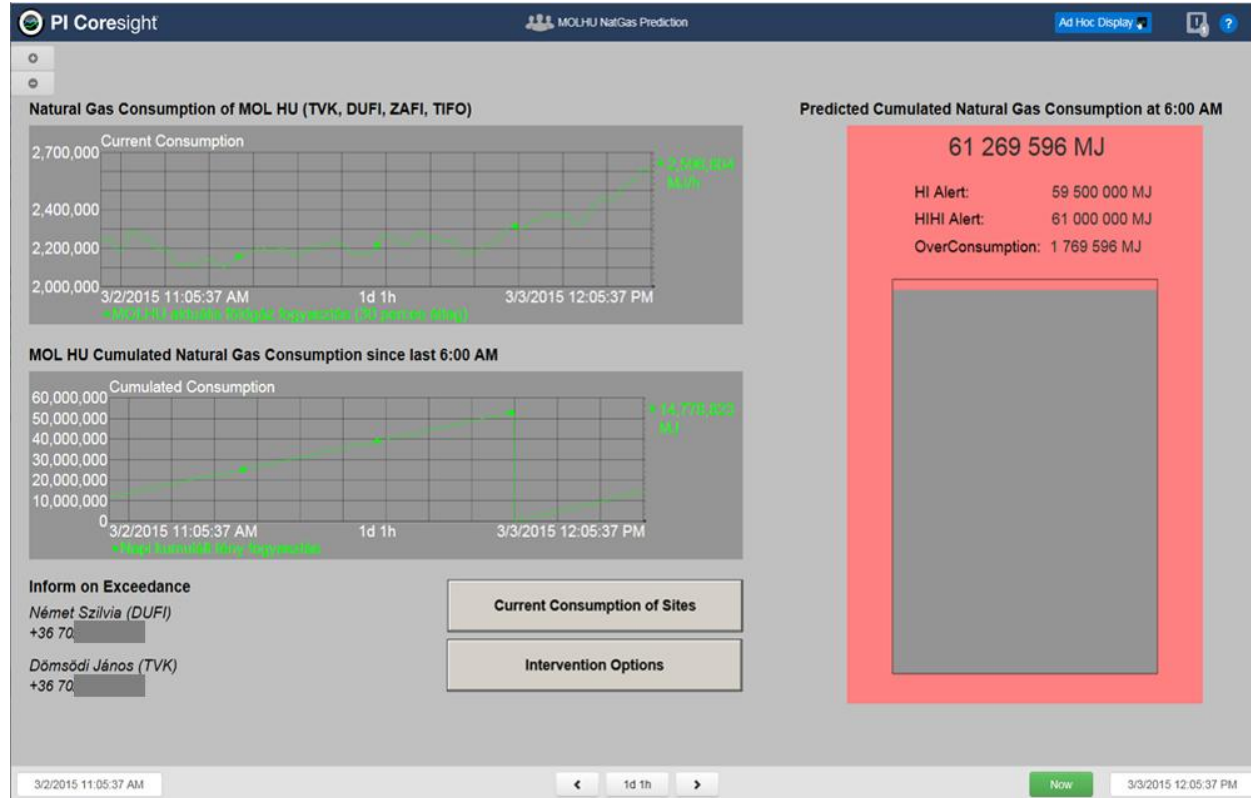 PI Coresight
MOLHU NatGas Prediction
Ad Hoc Display
Natural Gas Consumption of MOL HU (TVK, DUFI, ZAFI, TIFO)
Current Consumption
2,700,000
2,400,000
2,200,000
2,000,000
MJ/h
3/2/2015 11:05:37 AM 1d 1h 3/3/2015 12:05:37 PM
MOL HU Cumulated Natural Gas Consumption since last 6:00 AM
Cumulated Consumption
60,000,000
50,000,000
40,000,000
30,000,000
20,000,000
10,000,000
0
MJ
3/2/2015 11:05:37 AM 1d 1h 3/3/2015 12:05:37 PM
Napi kumulált tény fogyasztás
Inform on Exceedance
Német Szilvia (DUFI)
+36 70
Dömsödi János (TVK)
+36 70
Current Consumption of Sites
Intervention Options
Predicted Cumulated Natural Gas Consumption at 6:00 AM
61 269 596 MJ
HI Alert: 59 500 000 MJ
HIHI Alert: 61 000 000 MJ
OverConsumption: 1 769 596 MJ
3/2/2015 11:05:37 AM
1d 1h
Now
3/3/2015 12:05:37 PM